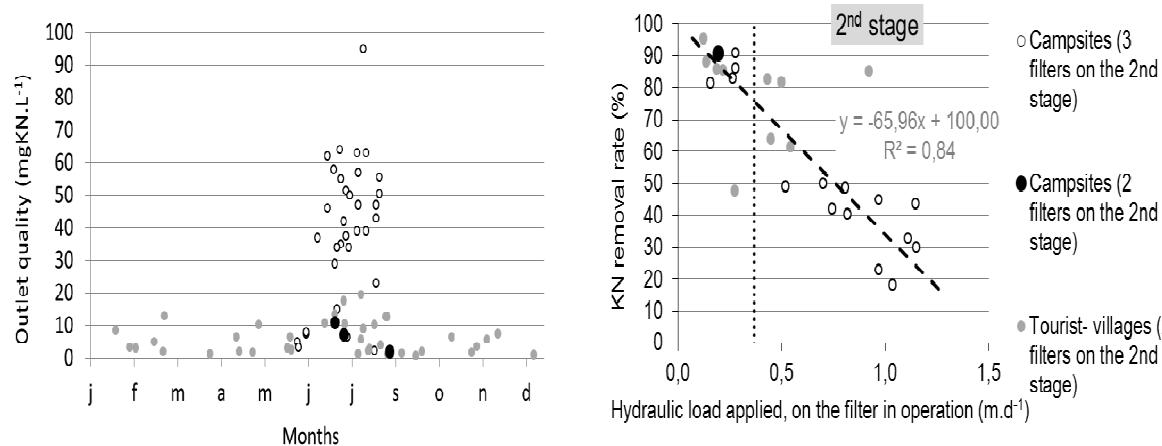 100
90
80
70
60
50
40
30
20
10
0
Outlet quality (mgKN.L⁻¹)
j f m a m j j s o n d
Months
2nd stage
100
90
80
70
60
50
40
30
20
10
0
KN removal rate (%)
y = -65,96x + 100,00
R² = 0,84
0,0 0,5 1,0 1,5
Hydraulic load applied, on the filter in operation (m.d⁻¹)
Campsites (3
filters on the 2nd
stage)
Campsites (2
filters on the 2nd
stage)
Tourist- villages (
filters on the 2nd
stage)